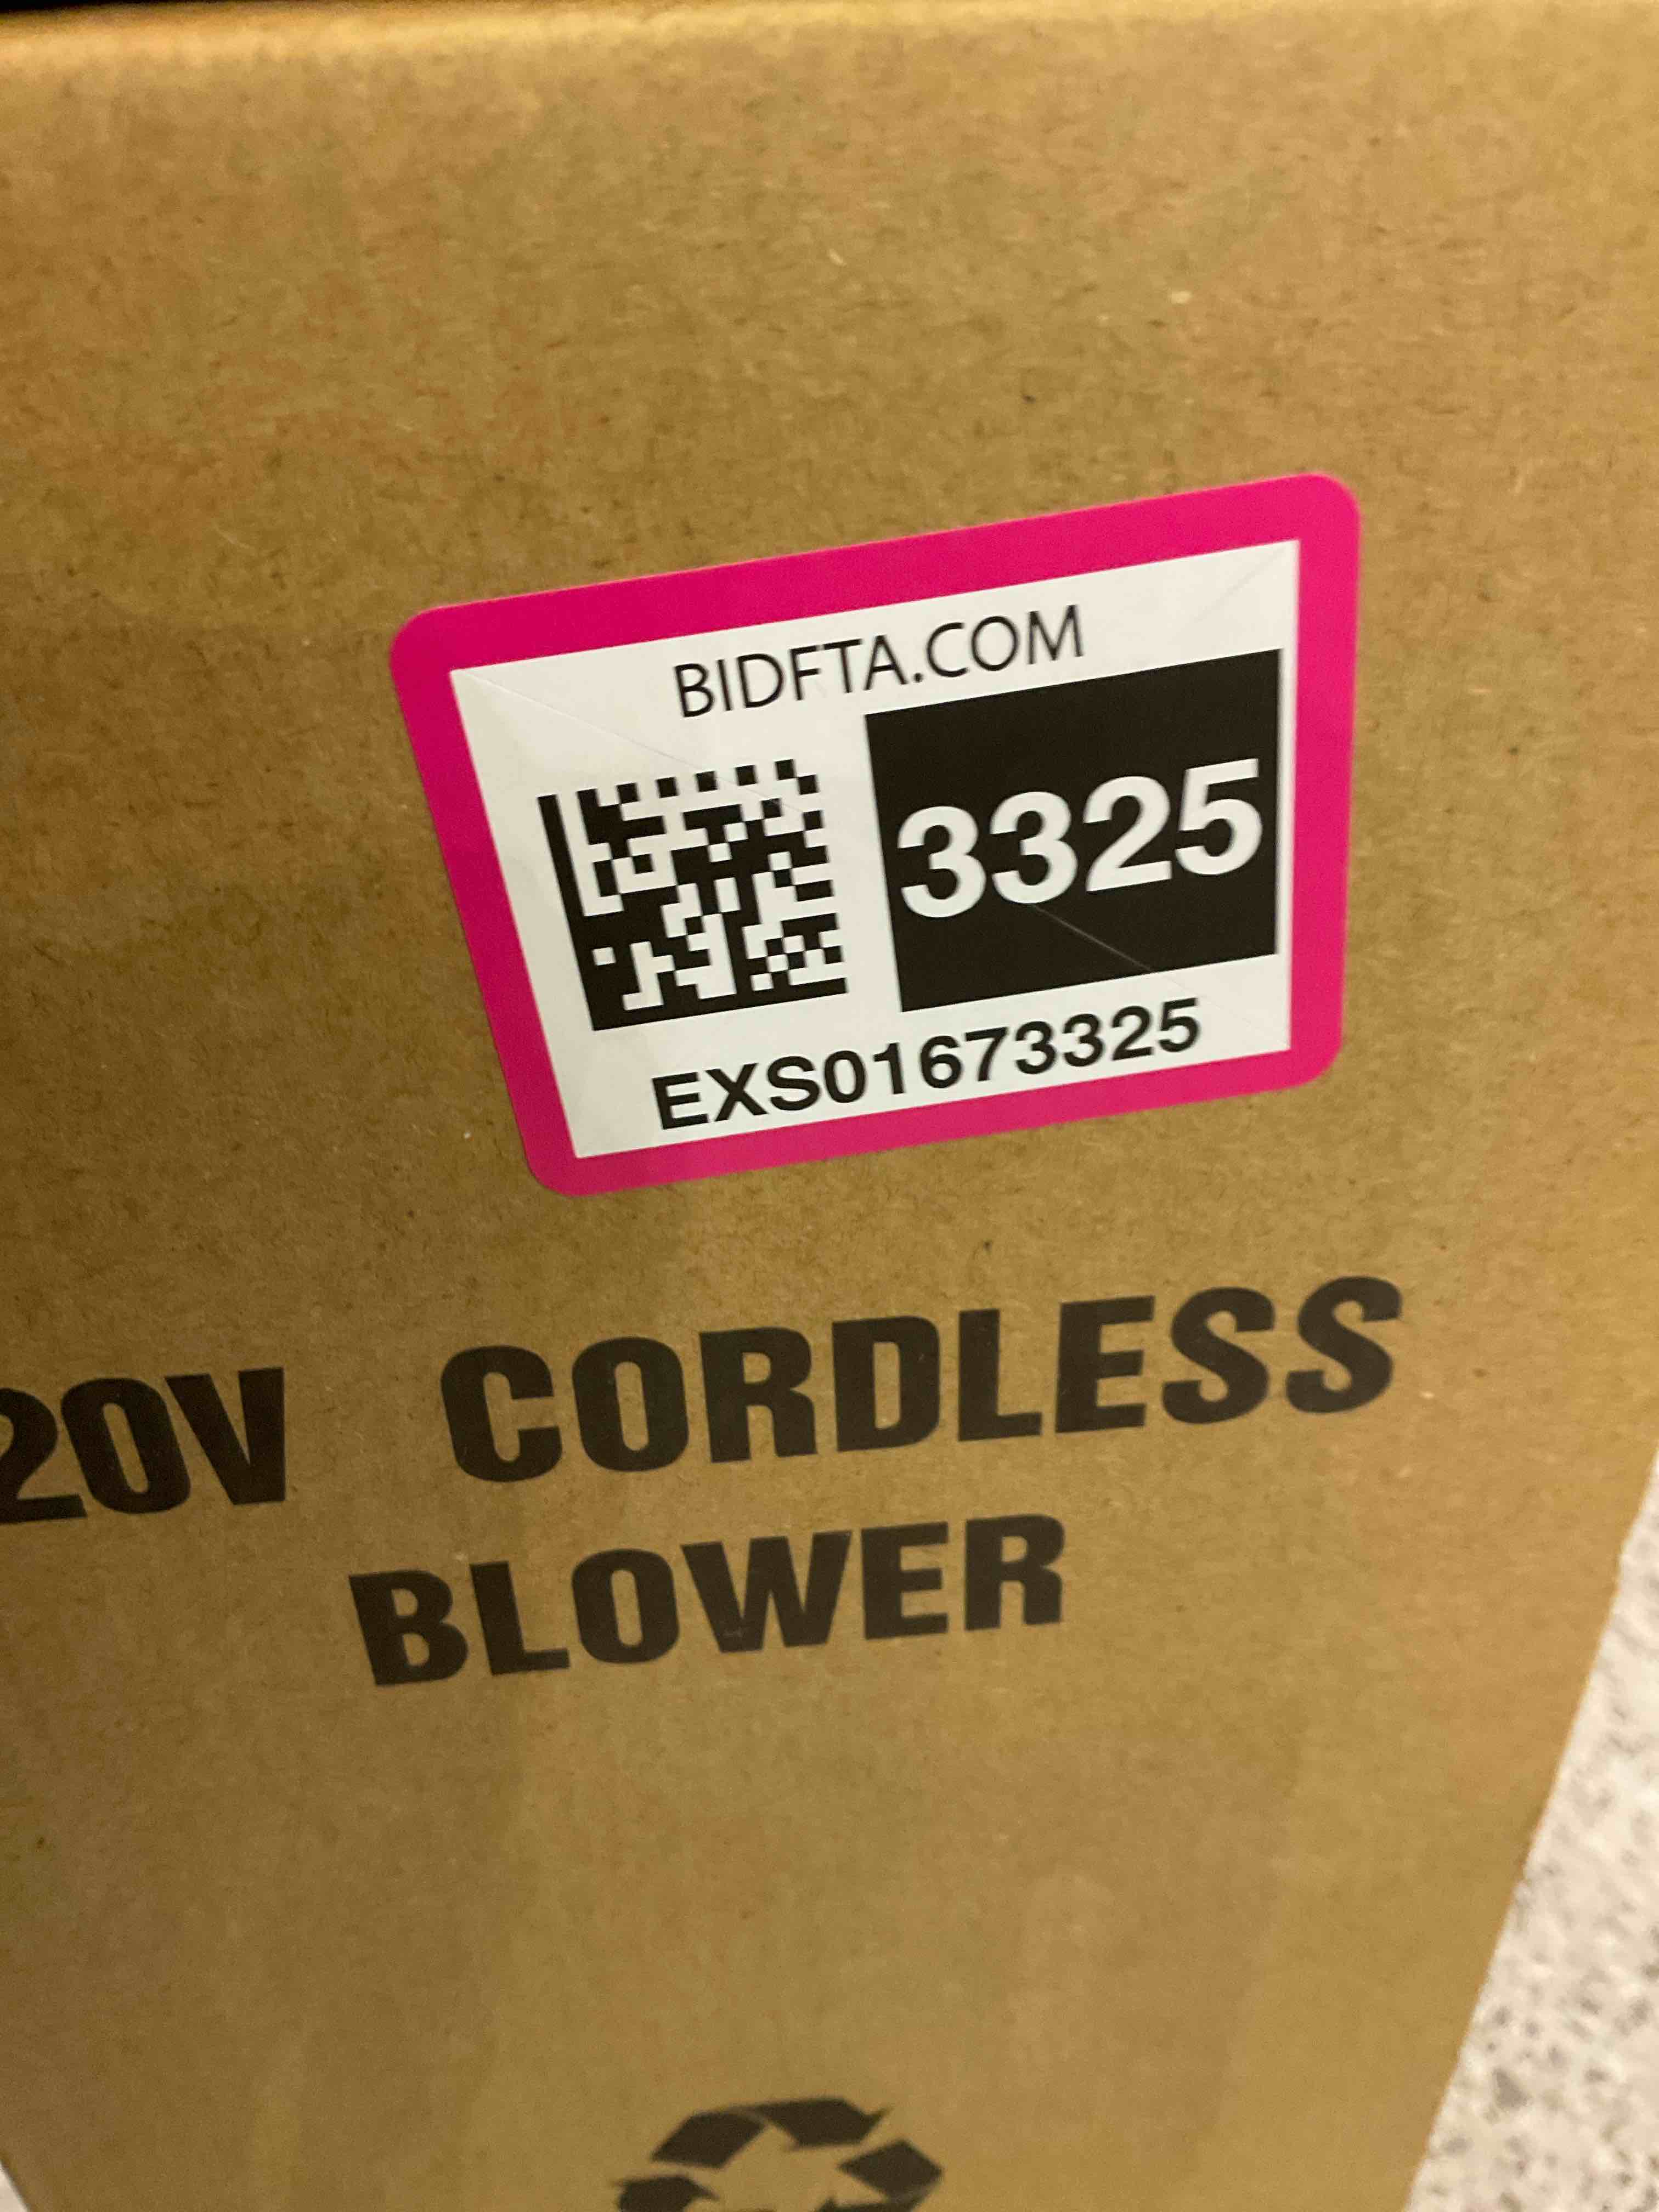 BIDFTA.COM
3325
EXS01673325
20V CORDLESS
BLOWER